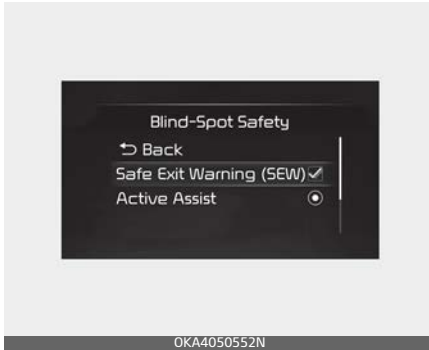 Blind-Spot Safety
Back
Safe Exit Warning (SEW)
Active Assist
OKA4050552N